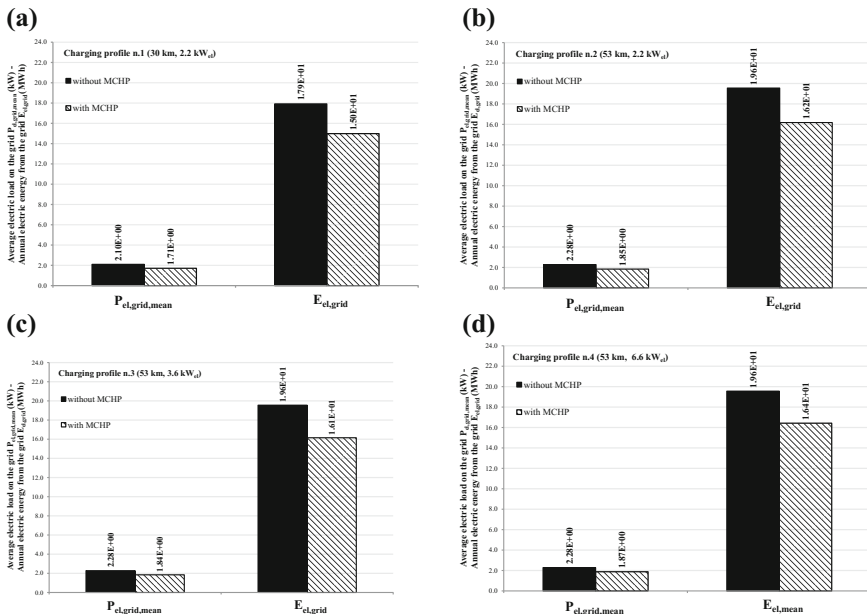 (a)
Average electric load on the grid P el,grid,mean (kW) -
Annual electric energy from the grid E el,grid (MWh)
24.0
22.0
20.0
18.0
16.0
14.0
12.0
10.0
8.0
6.0
4.0
2.0
0.0
Charging profile n.1 (30 km, 2.2 kWel)
without MCHP
with MCHP
2.10E+00
1.71E+00
1.79E+01
1.50E+01
Pel,grid,mean
Eel,grid
(b)
Average electric load on the grid Pel,grid,mean (kW) -
Annual electric energy from the grid Eel,grid (MWh)
24.0
22.0
20.0
18.0
16.0
14.0
12.0
10.0
8.0
6.0
4.0
2.0
0.0
Charging profile n.2 (53 km, 2.2 kWel)
without MCHP
with MCHP
2.28E+00
1.85E+00
1.96E+01
1.62E+01
Pel,grid,mean
Eel,grid
(c)
Average electric load on the grid Pel,grid,mean (kW) -
Annual electric energy from the grid Eel,grid (MWh)
24.0
22.0
20.0
18.0
16.0
14.0
12.0
10.0
8.0
6.0
4.0
2.0
0.0
Charging profile n.3 (53 km, 3.6 kWel)
without MCHP
with MCHP
2.28E+00
1.84E+00
1.96E+01
1.61E+01
Pel,grid,mean
Eel,grid
(d)
Average electric load on the grid Pel,grid,mean (kW) -
Annual electric energy from the grid Eel,grid (MWh)
24.0
22.0
20.0
18.0
16.0
14.0
12.0
10.0
8.0
6.0
4.0
2.0
0.0
Charging profile n.4 (53 km, 6.6 kWel)
without MCHP
with MCHP
2.28E+00
1.87E+00
1.96E+01
1.64E+01
Pel,grid,mean
Eel,mean